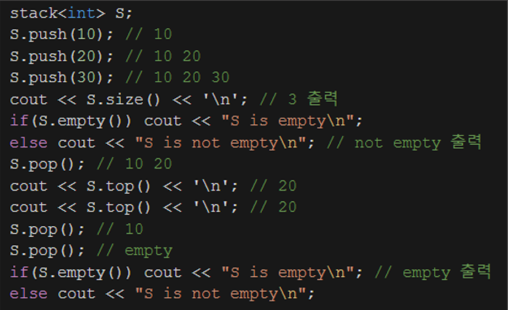 stack<int> S;
S.push(10); // 10
S.push(20); // 10 20
S.push(30); // 10 20 30
cout << S.size() << '\n'; // 3 출력
if(S.empty()) cout << "S is empty\n";
else cout << "S is not empty\n"; // not empty 출력
S.pop(); // 10 20
cout << S.top() << '\n'; // 20
cout << S.top() << '\n'; // 20
S.pop(); // 10
S.pop(); // empty
if(S.empty()) cout << "S is empty\n"; // empty 출력
else cout << "S is not empty\n";